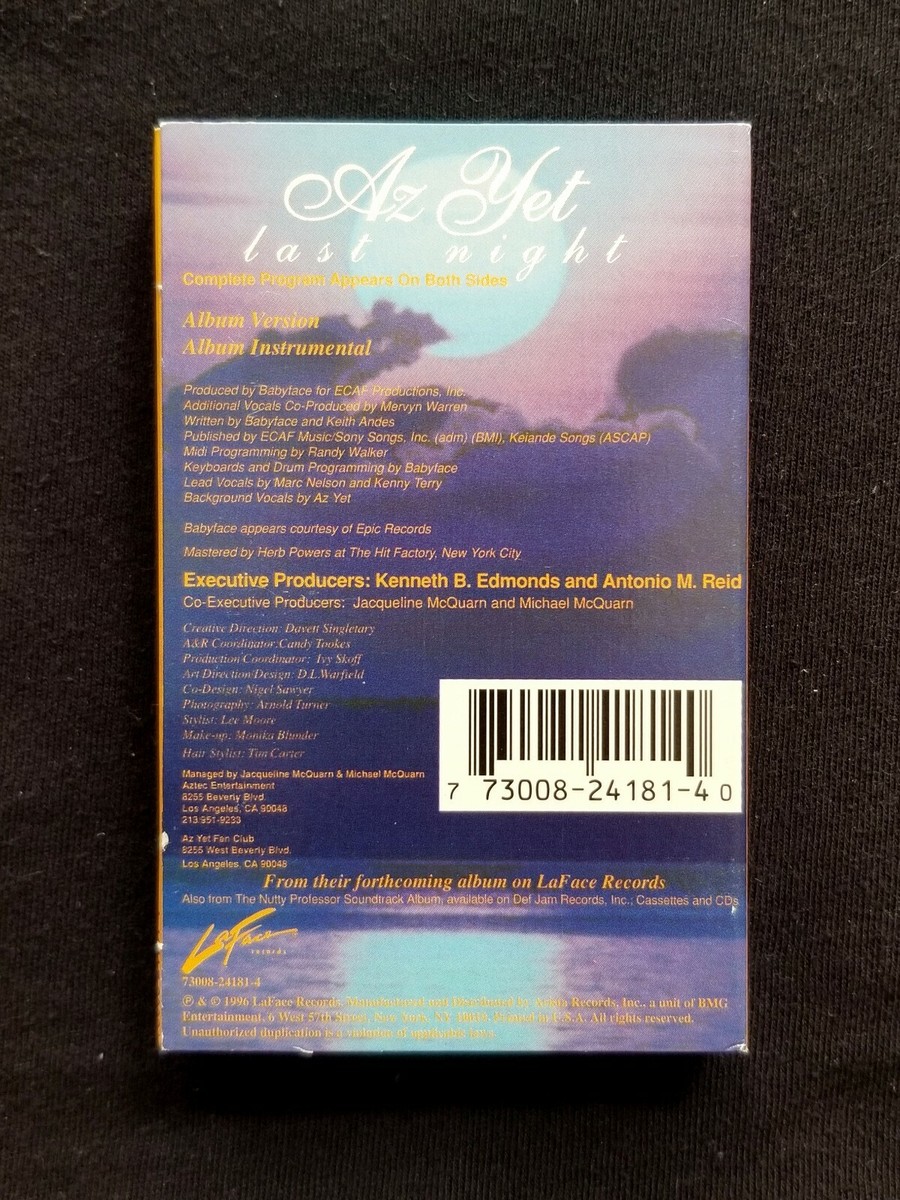 Az Yet
last night
Complete Program Appears On Both Sides
Album Version
Album Instrumental
Produced by Babyface for ECAF Productions, Inc.
Additional Vocals Co-Produced by Mervyn Warren
Written by Babyface and Keith Andes
Published by ECAF Music/Sony Songs, Inc. (adm) (BMI), Keiande Songs (ASCAP)
Midi Programming by Randy Walker
Keyboards and Drum Programming by Babyface
Lead Vocals by Marc Nelson and Kenny Terry
Background Vocals by Az Yet
Babyface appears courtesy of Epic Records
Mastered by Herb Powers at The Hit Factory, New York City
Executive Producers: Kenneth B. Edmonds and Antonio M. Reid
Co-Executive Producers: Jacqueline McQuarn and Michael McQuarn
Creative Direction: Davett Singletary
A&R Coordinator:Candy Tookes
Production Coordinator: Ivy Skoff
Art Direction/Design: D.L.Warfield
Co-Design: Nigel Sawyer
Photography: Arnold Turner
Stylist: Lee Moore
Make-up: Monika Blunder
Hair Stylist: Tim Carter
Managed by Jacqueline McQuarn & Michael McQuarn
Aztec Entertainment
8255 Beverly Blvd.
Los Angeles, CA 90048
213-951-9233
Az Yet Fan Club
8255 West Beverly Blvd.
Los Angeles, CA 90048
7 73008-24181-4 0
From their forthcoming album on LaFace Records
Also from The Nutty Professor Soundtrack Album, available on Def Jam Records, Inc.; Cassettes and CDs
LaFace
records
73008-24181-4
℗ & © 1996 LaFace Records. Manufactured and Distributed by Arista Records, Inc., a unit of BMG
Entertainment, 6 West 57th Street, New York, NY 10019. Printed in U.S.A. All rights reserved.
Unauthorized duplication is a violation of applicable laws.